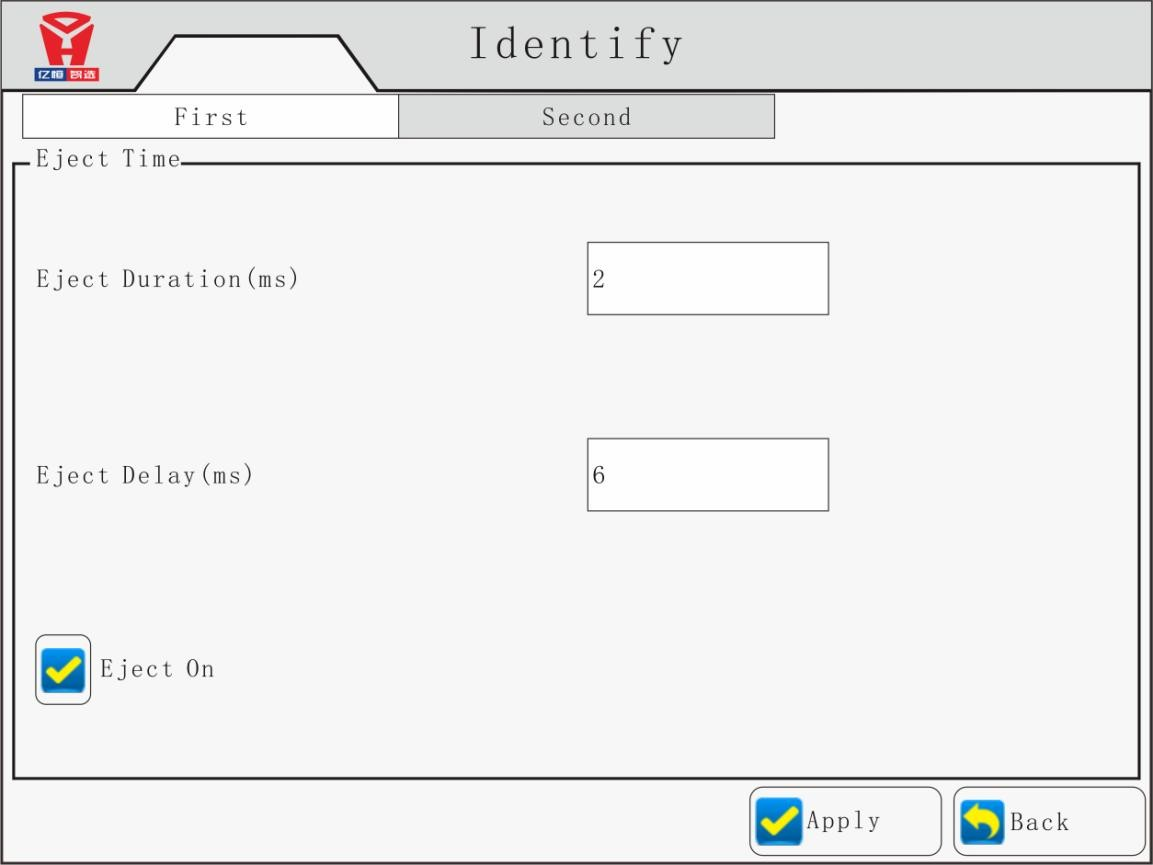 亿恒智选
Identify
First
Second
Eject Time
Eject Duration(ms)
2
Eject Delay(ms)
6
Eject On
Apply
Back